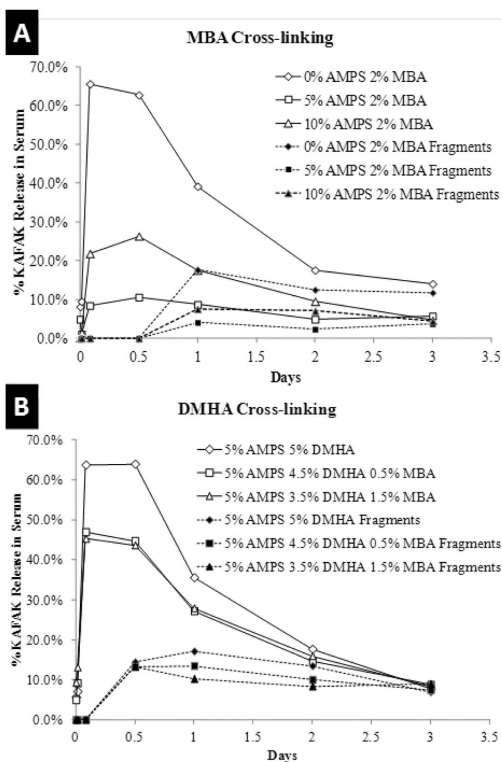 A
MBA Cross-linking
70.0%
60.0%
50.0%
40.0%
30.0%
20.0%
10.0%
0.0%
%KAFAK Release in Serum
0% AMPS 2% MBA
5% AMPS 2% MBA
10% AMPS 2% MBA
0% AMPS 2% MBA Fragments
5% AMPS 2% MBA Fragments
10% AMPS 2% MBA Fragments
0 0.5 1 1.5 2 2.5 3 3.5
Days
B
DMHA Cross-linking
70.0%
60.0%
50.0%
40.0%
30.0%
20.0%
10.0%
0.0%
%KAFAK Release in Serum
5% AMPS 5% DMHA
5% AMPS 4.5% DMHA 0.5% MBA
5% AMPS 3.5% DMHA 1.5% MBA
5% AMPS 5% DMHA Fragments
5% AMPS 4.5% DMHA 0.5% MBA Fragments
5% AMPS 3.5% DMHA 1.5% MBA Fragments
0 0.5 1 1.5 2 2.5 3 3.5
Days